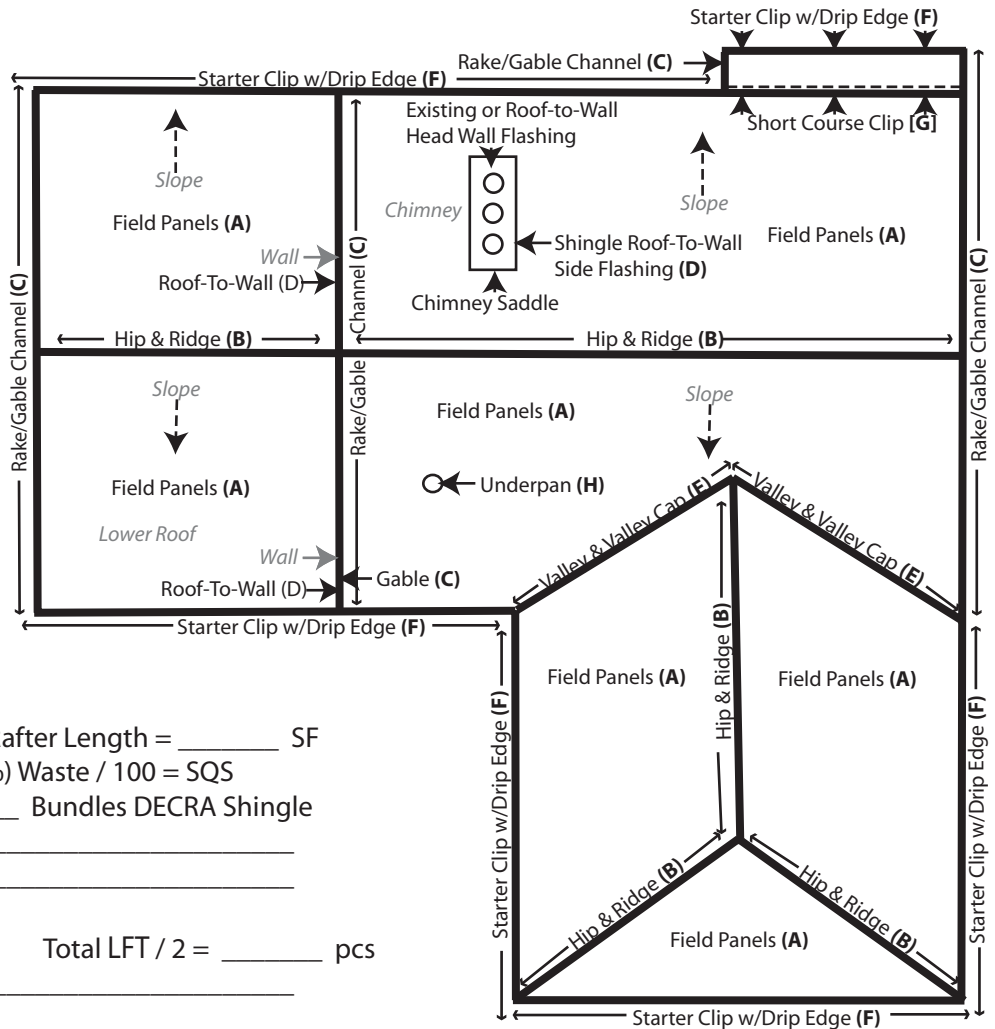 Starter Clip w/Drip Edge (F)
Rake/Gable Channel (C)
Starter Clip w/Drip Edge (F)
Existing or Roof-to-Wall
Head Wall Flashing
Short Course Clip [G]
Slope
Chimney
Slope
Field Panels (A)
Field Panels (A)
Wall
Roof-To-Wall (D)
Shingle Roof-To-Wall
Side Flashing (D)
Chimney Saddle
Rake/Gable Channel (C)
Rake/Gable Channel (C)
Rake/Gable Channel (C)
Hip & Ridge (B)
Hip & Ridge (B)
Slope
Slope
Field Panels (A)
Field Panels (A)
Underpan (H)
Lower Roof
Wall
Roof-To-Wall (D)
Gable (C)
Valley & Valley Cap (E)
Valley & Valley Cap (E)
Starter Clip w/Drip Edge (F)
Field Panels (A)
Field Panels (A)
Hip & Ridge (B)
Starter Clip w/Drip Edge (F)
Starter Clip w/Drip Edge (F)
after Length = _______ SF
) Waste / 100 = SQS
__ Bundles DECRA Shingle
Total LFT / 2 = _______ pcs
Hip & Ridge (B)
Hip & Ridge (B)
Field Panels (A)
Starter Clip w/Drip Edge (F)